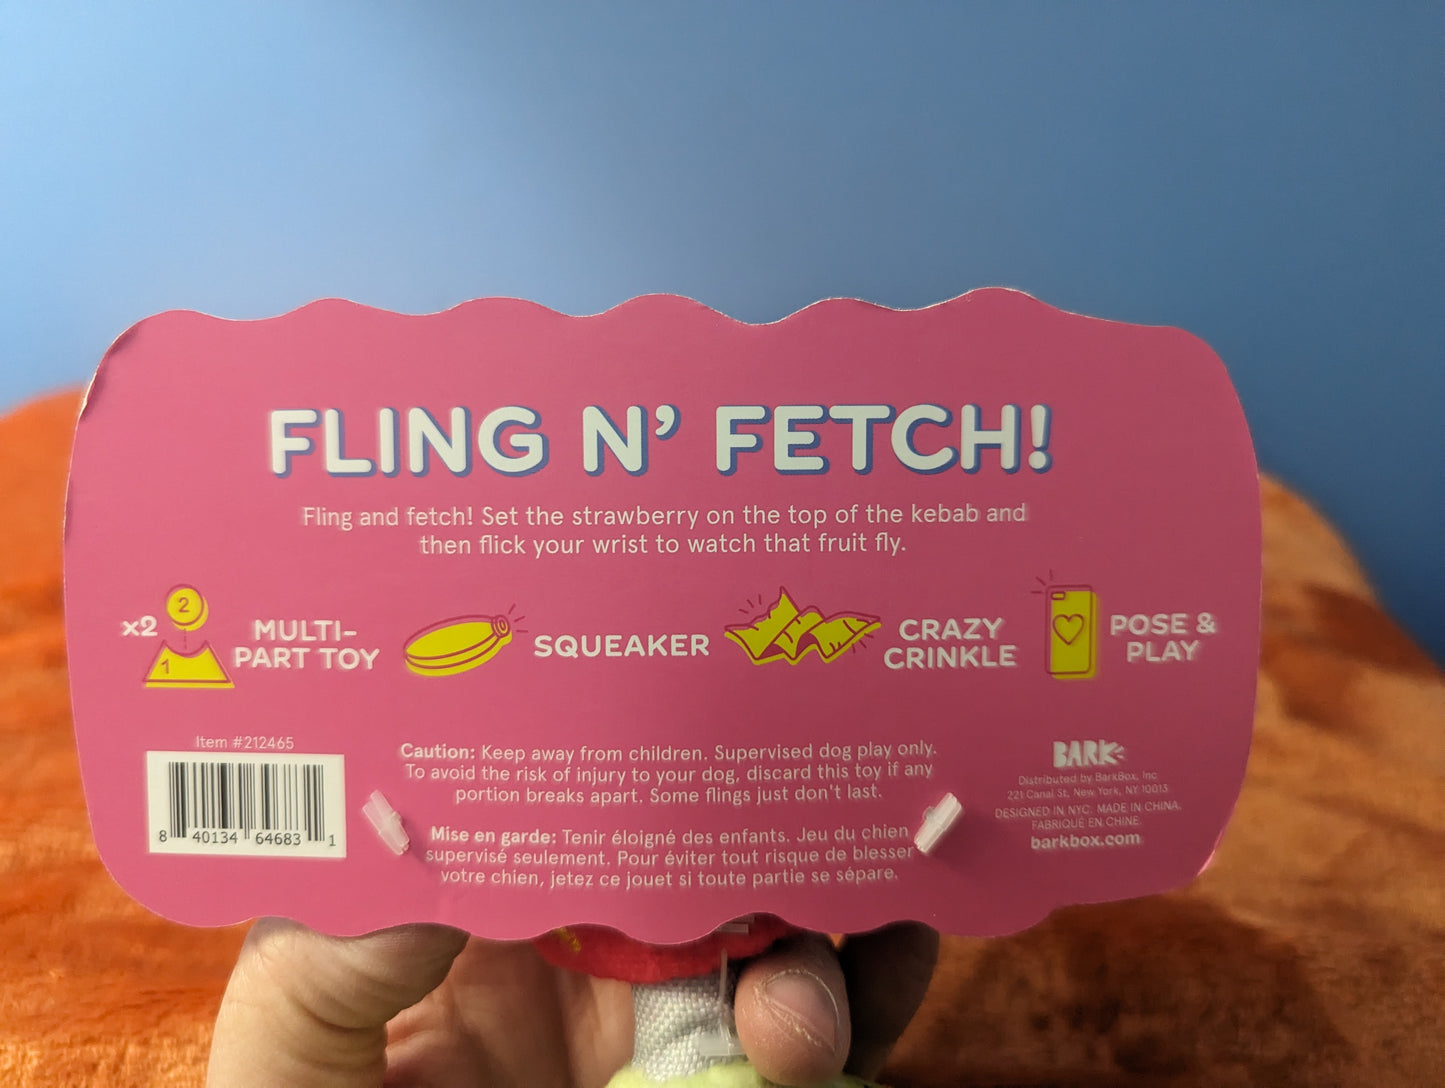 FLING N' FETCH!
Fling and fetch! Set the strawberry on the top of the kebab and
then flick your wrist to watch that fruit fly.
x2
2
1
MULTI-
PART TOY
SQUEAKER
CRAZY
CRINKLE
POSE &
PLAY
Item #212465
8 40134 64683 1
Caution: Keep away from children. Supervised dog play only.
To avoid the risk of injury to your dog, discard this toy if any
portion breaks apart. Some flings just don't last.
Mise en garde: Tenir éloigné des enfants. Jeu du chien
supervisé seulement. Pour éviter tout risque de blesser
votre chien, jetez ce jouet si toute partie se sépare.
BARK
Distributed by BarkBox, Inc
221 Canal St, New York, NY 10013
DESIGNED IN NYC, MADE IN CHINA.
FABRIQUÉ EN CHINE.
barkbox.com